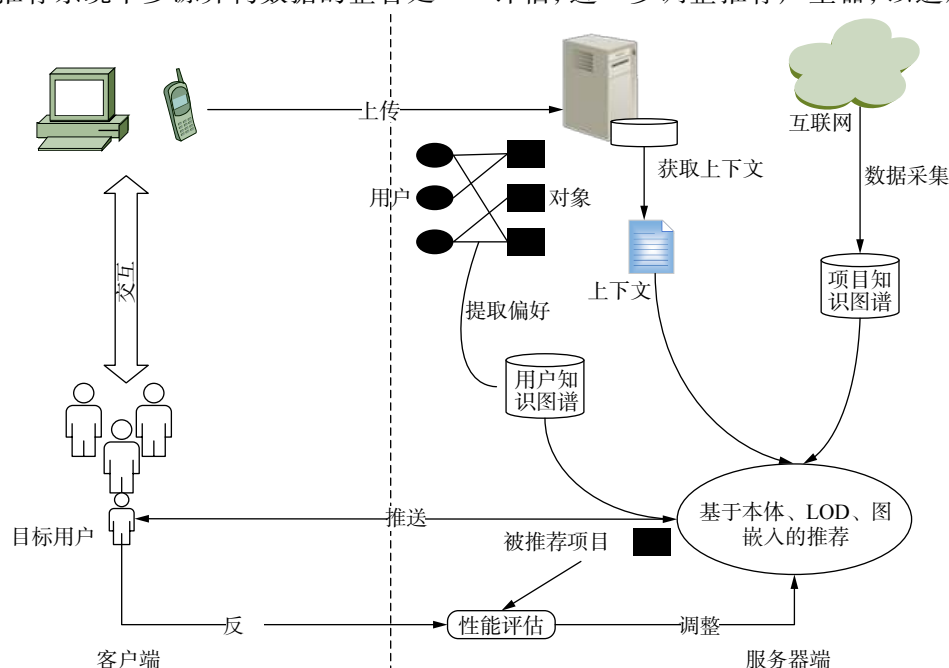 互联网
上传
获取上下文
数据采集
用户
对象
交互
上下文
项目知
识图谱
提取偏好
用户知
识图谱
推送
基于本体、LOD、图
嵌入的推荐
目标用户
被推荐项目
反
性能评估
调整
客户端
服务器端